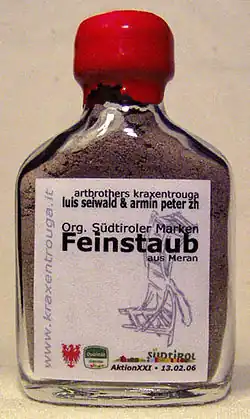 artbrothers kraxentrouga
luis seiwald & armin peter zh
Org. Südtiroler Marken
Feinstaub
aus Meran
www.kraxentrouga.it
Qualität
SÜDTIROL
AktionXXI • 13.02.06